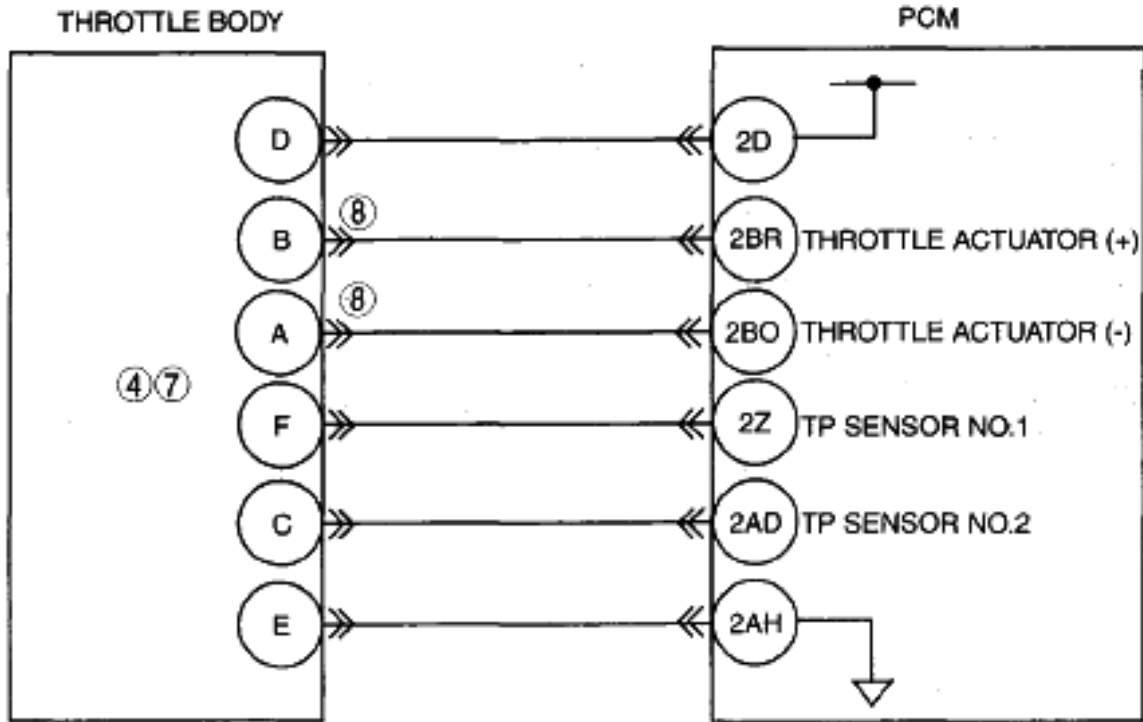 THROTTLE BODY
PCM
D
2D
⑧
B
2BR THROTTLE ACTUATOR (+)
⑧
A
2BO THROTTLE ACTUATOR (-)
④⑦
F
2Z TP SENSOR NO.1
C
2AD TP SENSOR NO.2
E
2AH